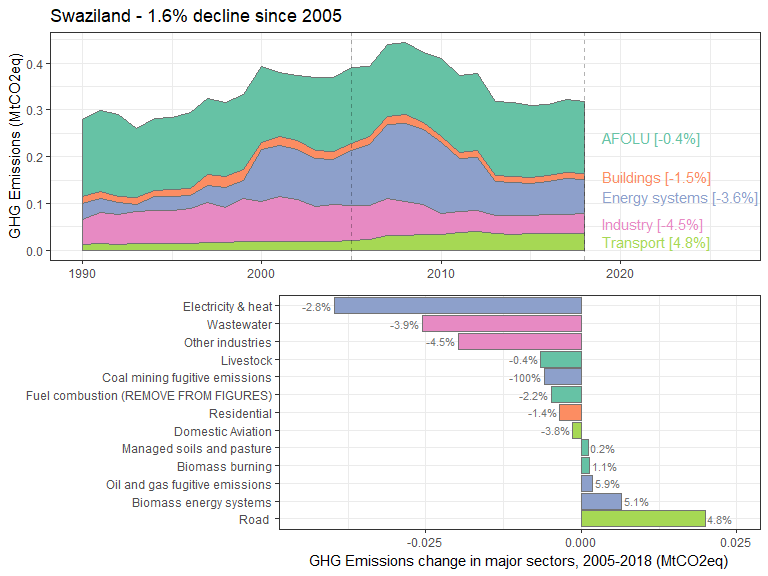 Swaziland - 1.6% decline since 2005
GHG Emissions (MtCO2eq)
0.4
0.3
0.2
0.1
0.0
1990
2000
2010
2020
AFOLU [-0.4%]
Buildings [-1.5%]
Energy systems [-3.6%]
Industry [-4.5%]
Transport [4.8%]
Electricity & heat
-2.8%
Wastewater
-3.9%
Other industries
-4.5%
Livestock
-0.4%
Coal mining fugitive emissions
-100%
Fuel combustion (REMOVE FROM FIGURES)
-2.2%
Residential
-1.4%
Domestic Aviation
-3.8%
Managed soils and pasture
0.2%
Biomass burning
1.1%
Oil and gas fugitive emissions
5.9%
Biomass energy systems
5.1%
Road
4.8%
-0.025
0.000
0.025
GHG Emissions change in major sectors, 2005-2018 (MtCO2eq)